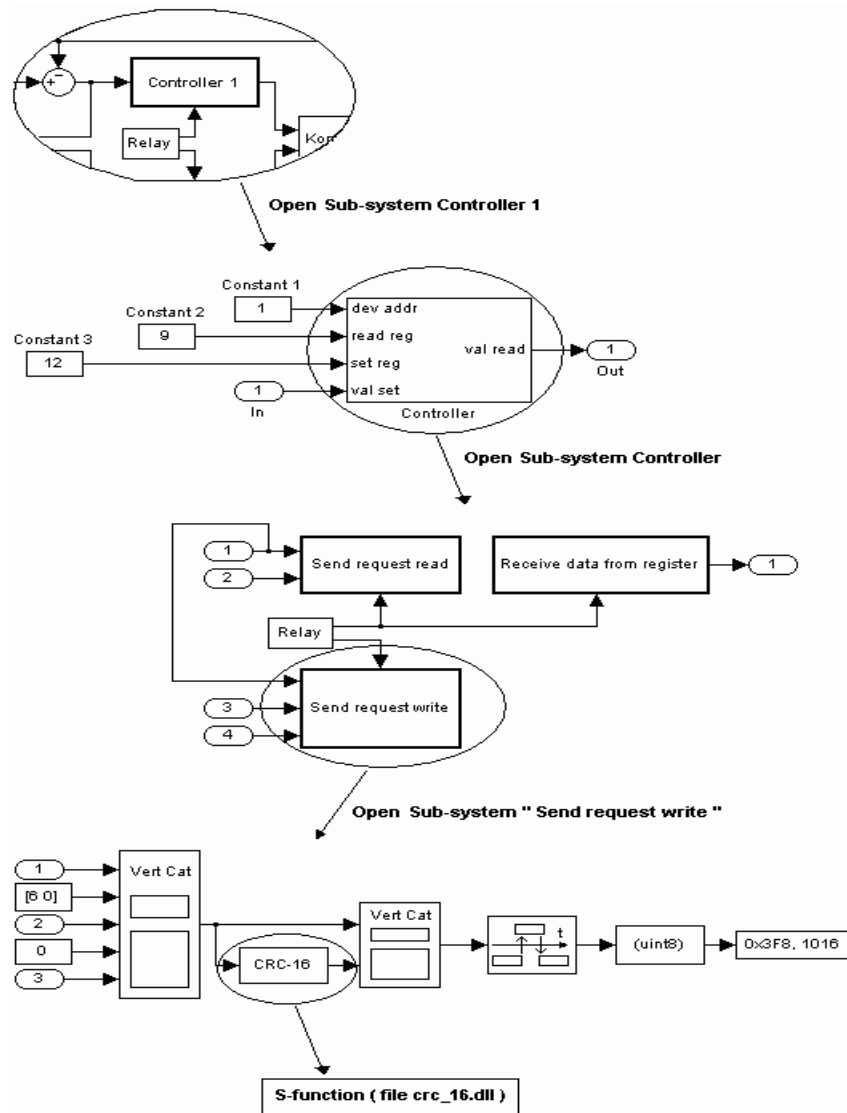 + −
Controller 1
Relay
Kon
Open Sub-system Controller 1
Constant 1
1
dev addr
Constant 2
9
read reg
Constant 3
12
set reg
val read
1
Out
1
val set
In
Controller
Open Sub-system Controller
1
Send request read
Receive data from register
1
2
Relay
3
Send request write
4
Open Sub-system " Send request write "
1
Vert Cat
[6 0]
2
Vert Cat
t
0
CRC-16
(uint8)
0x3F8, 1016
3
S-function ( file crc_16.dll )